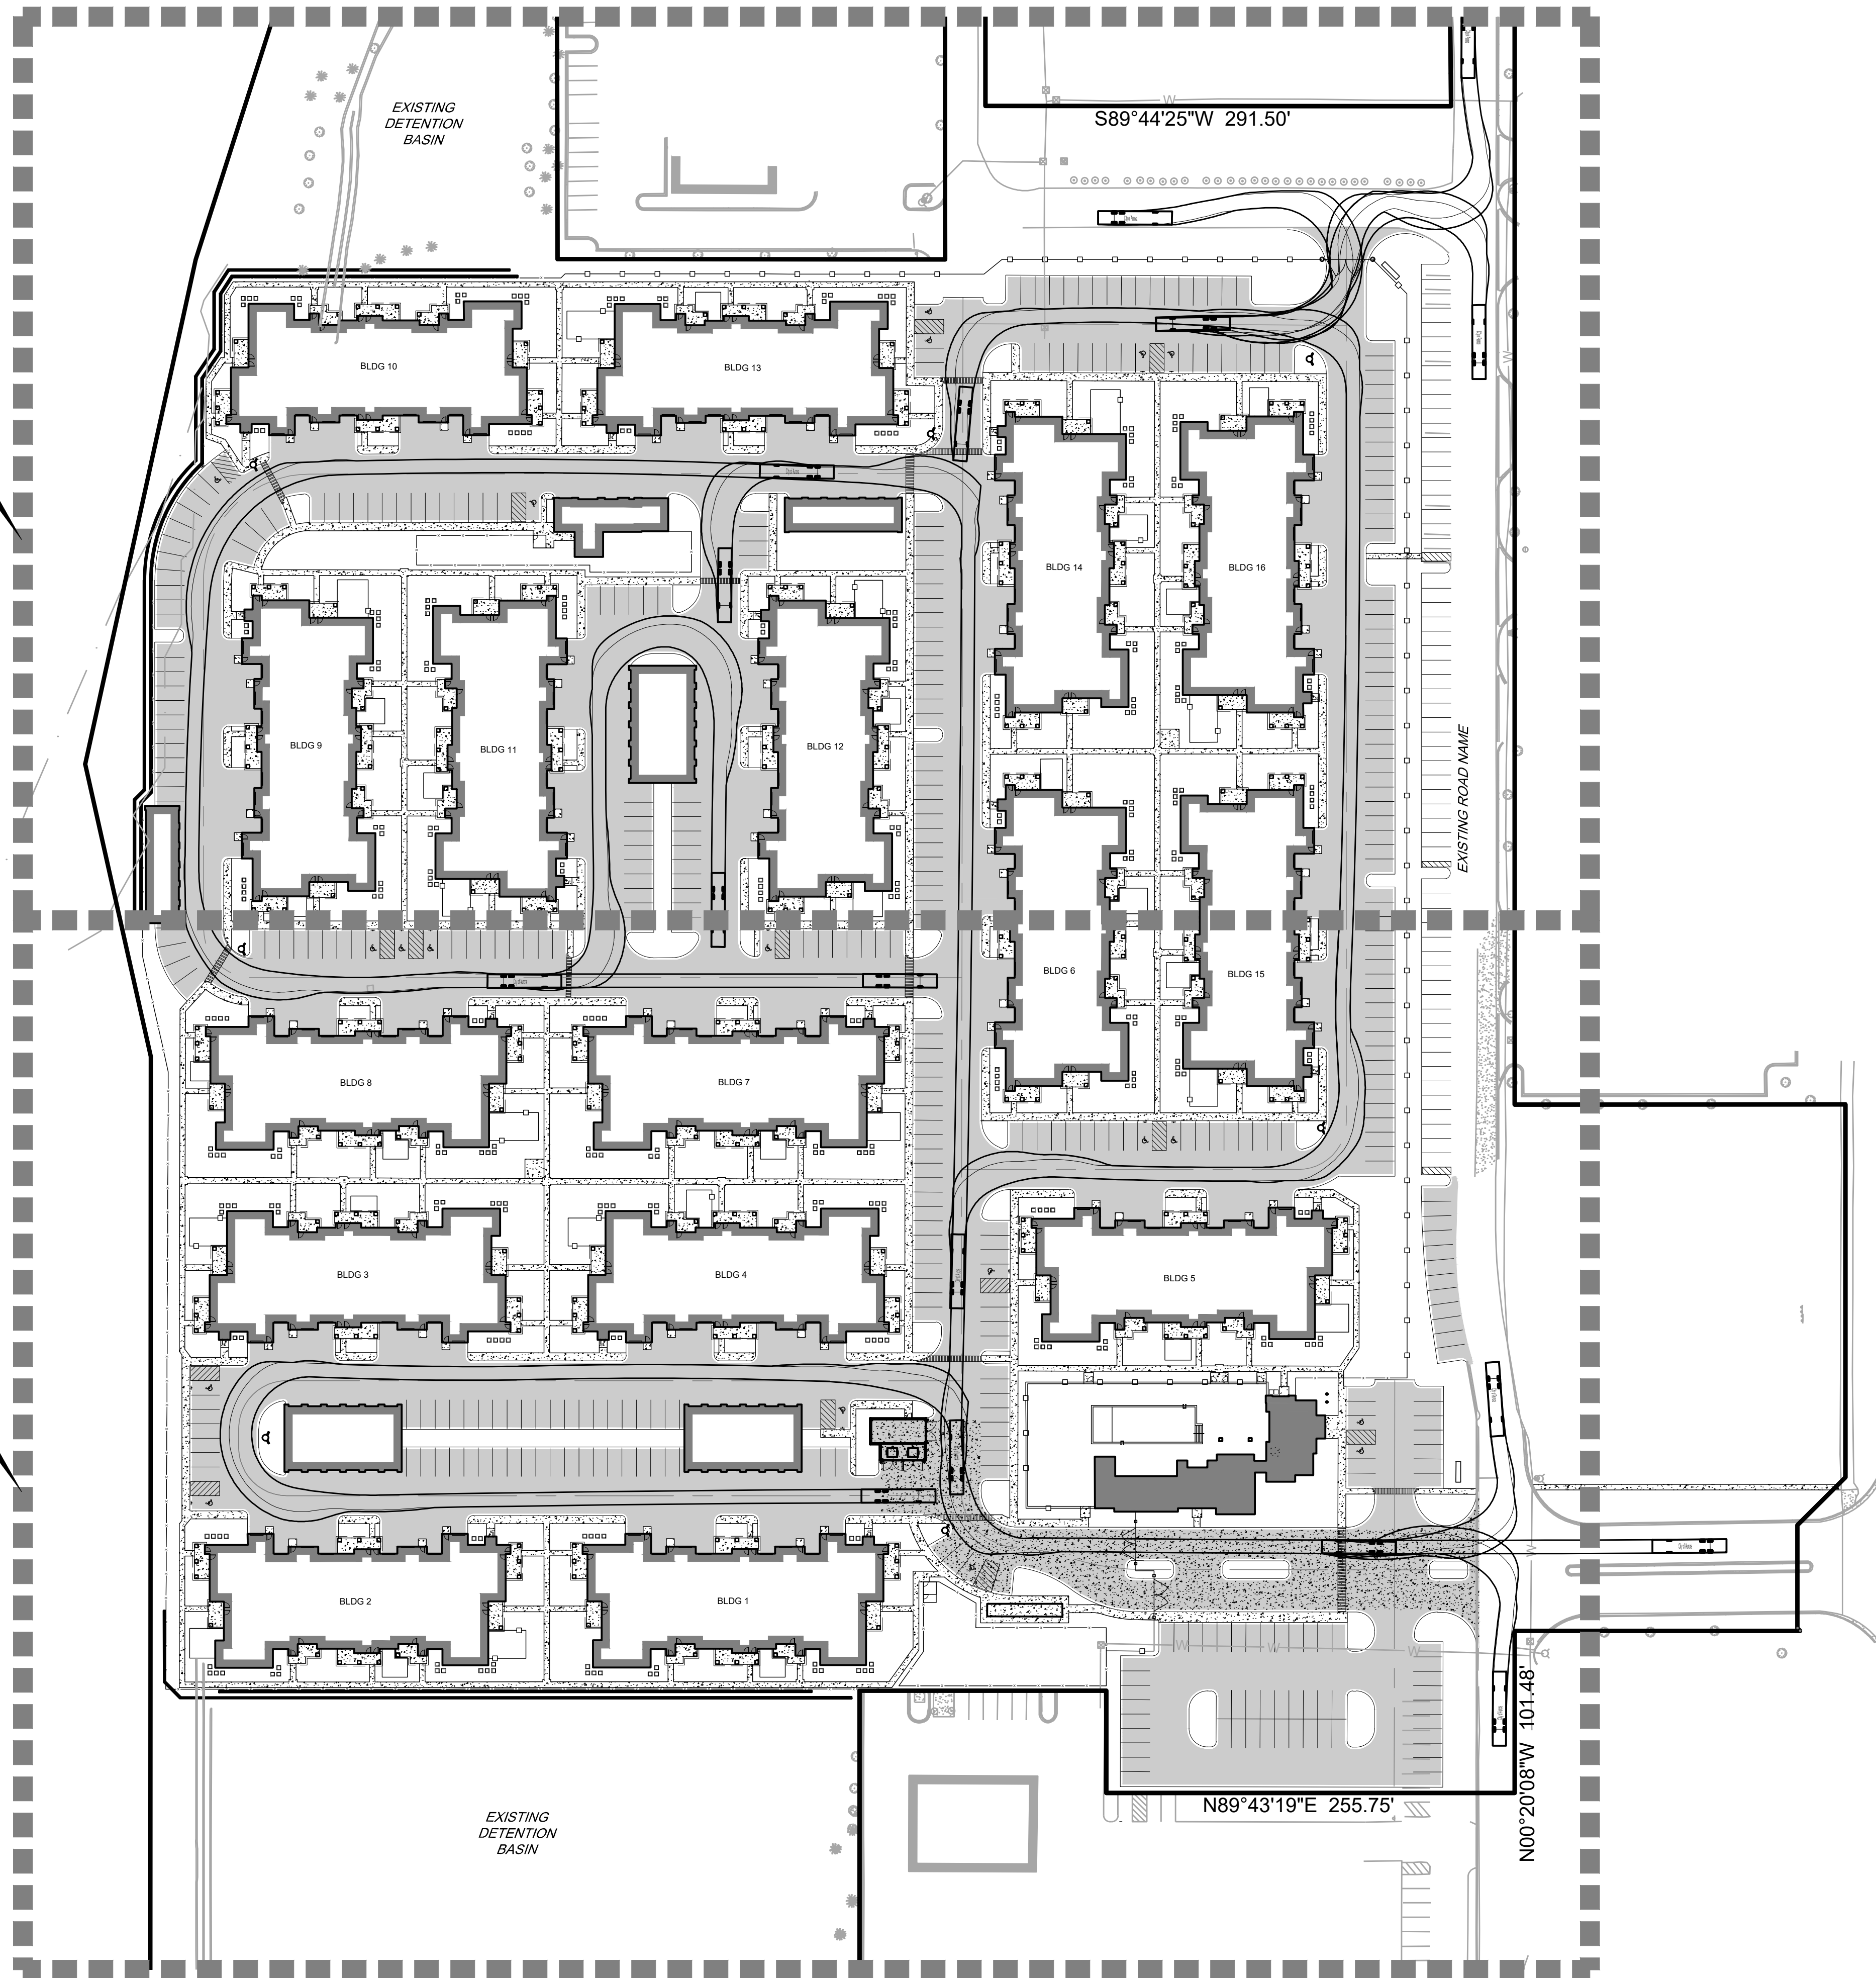 EXISTING
DETENTION
BASIN
W
S89°44'25"W 291.50'
BLDG 10
BLDG 13
W
BLDG 14
BLDG 16
BLDG 9
BLDG 11
BLDG 12
EXISTING ROAD NAME
BLDG 6
BLDG 15
BLDG 8
BLDG 7
BLDG 3
BLDG 4
BLDG 5
W
BLDG 2
BLDG 1
W
W
W
N00°20'08"W 101.48'
N89°43'19"E 255.75'
EXISTING
DETENTION
BASIN